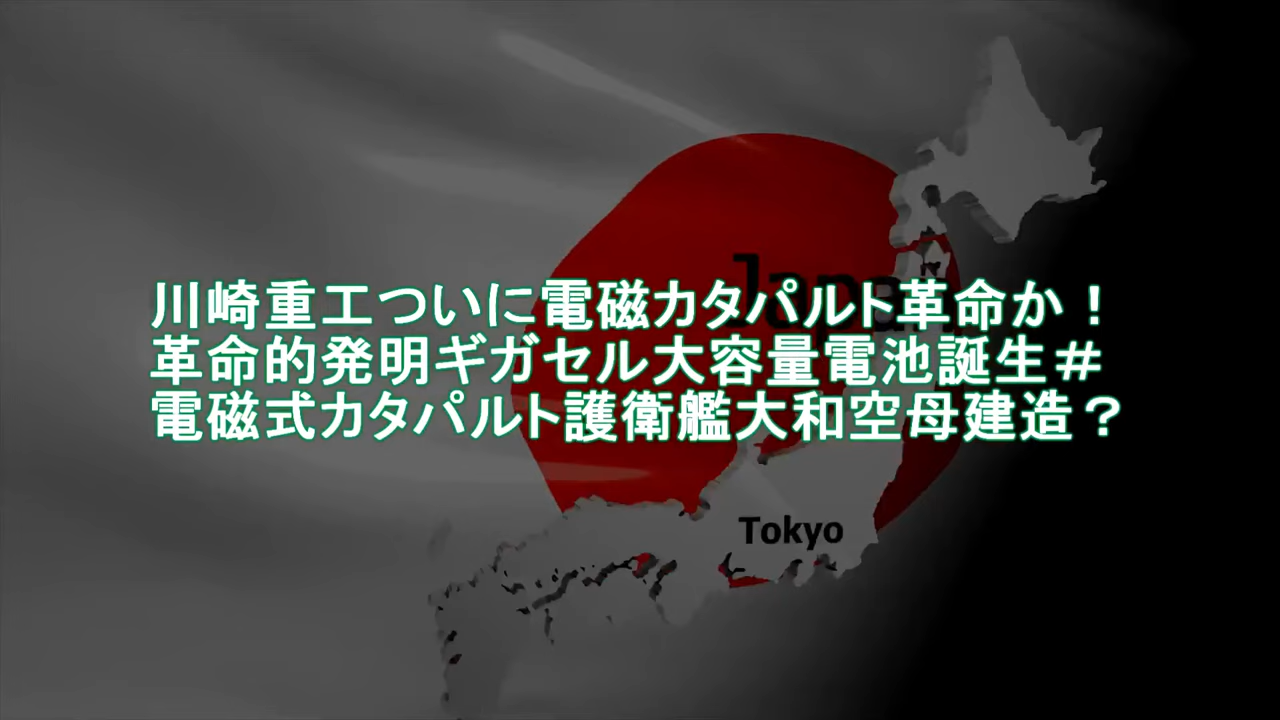 Japan
川崎重工ついに電磁カタパルト革命か！
革命的発明ギガセル大容量電池誕生＃
電磁式カタパルト護衛艦大和空母建造？
Tokyo